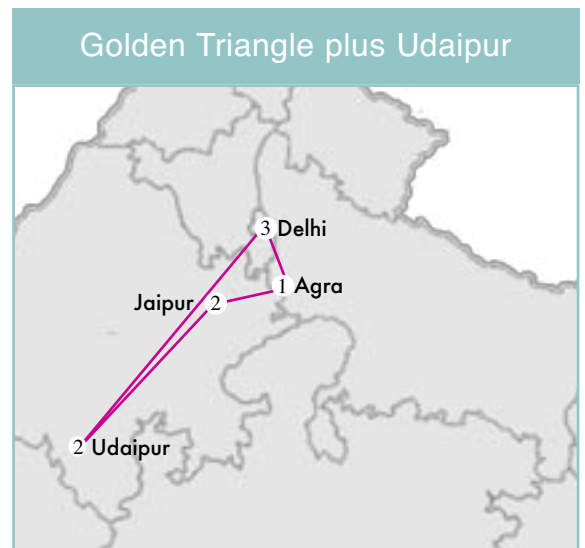 Golden Triangle plus Udaipur
3 Delhi
1 Agra
Jaipur 2
2 Udaipur